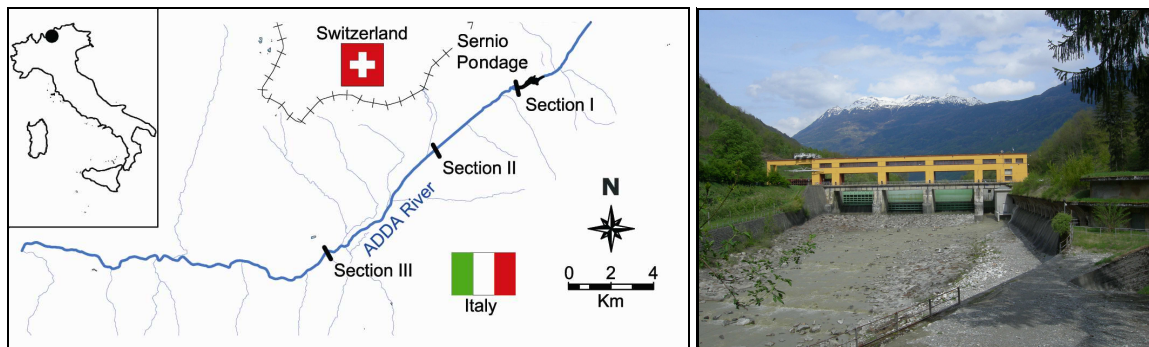 Switzerland
Sernio
Pondage
Section I
Section II
ADDA River
Section III
N
Italy
0 2 4
Km